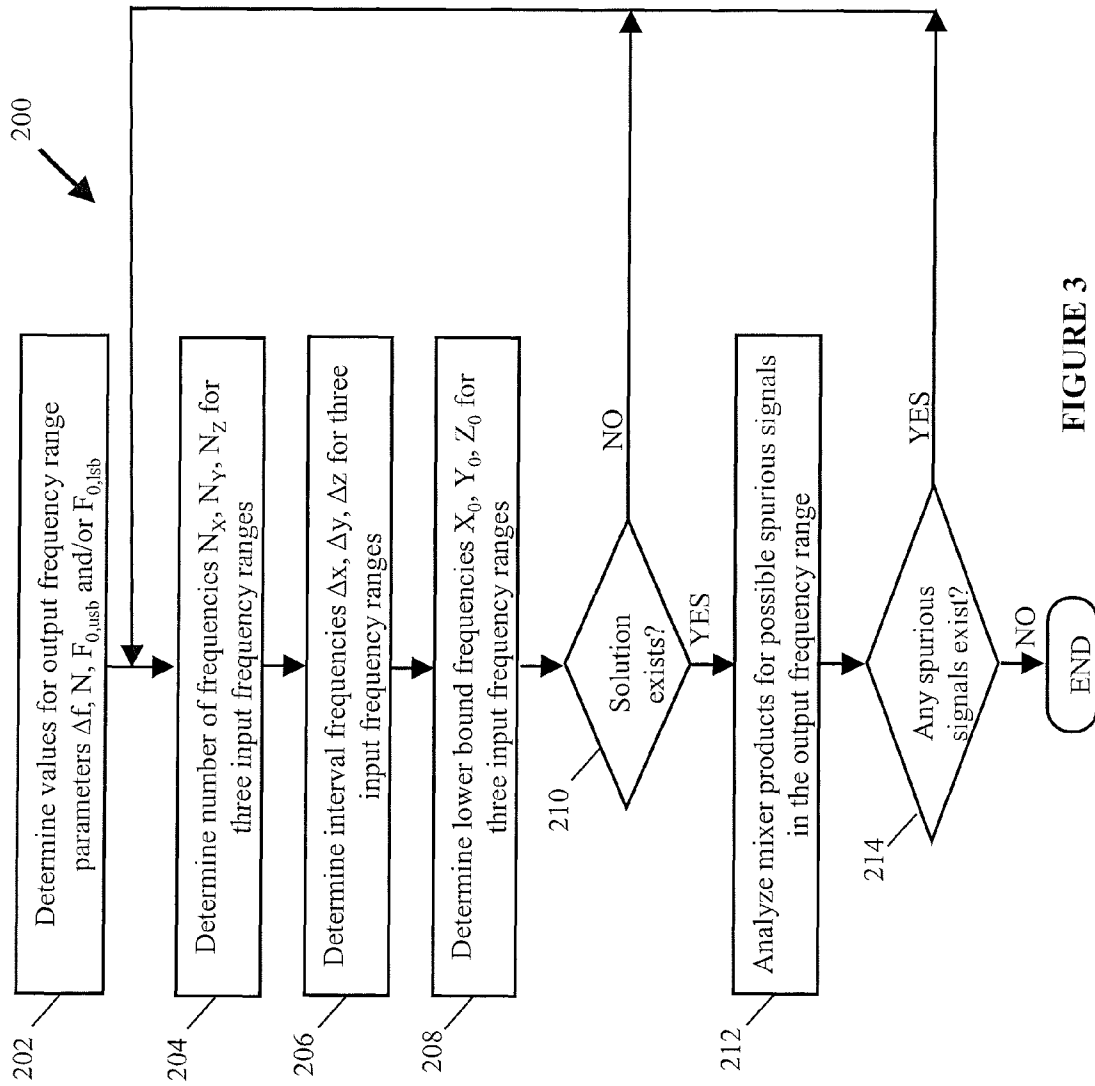 200
202
Determine values for output frequency range
parameters Δf, N, F0,usb and/or F0,lsb
204
Determine number of frequencies NX, NY, NZ for
three input frequency ranges
206
Determine interval frequencies Δx, Δy, Δz for three
input frequency ranges
208
Determine lower bound frequencies X0, Y0, Z0 for
three input frequency ranges
210
Solution
exists?
NO
YES
212
Analyze mixer products for possible spurious signals
in the output frequency range
214
Any spurious
signals exist?
YES
NO
END
FIGURE 3